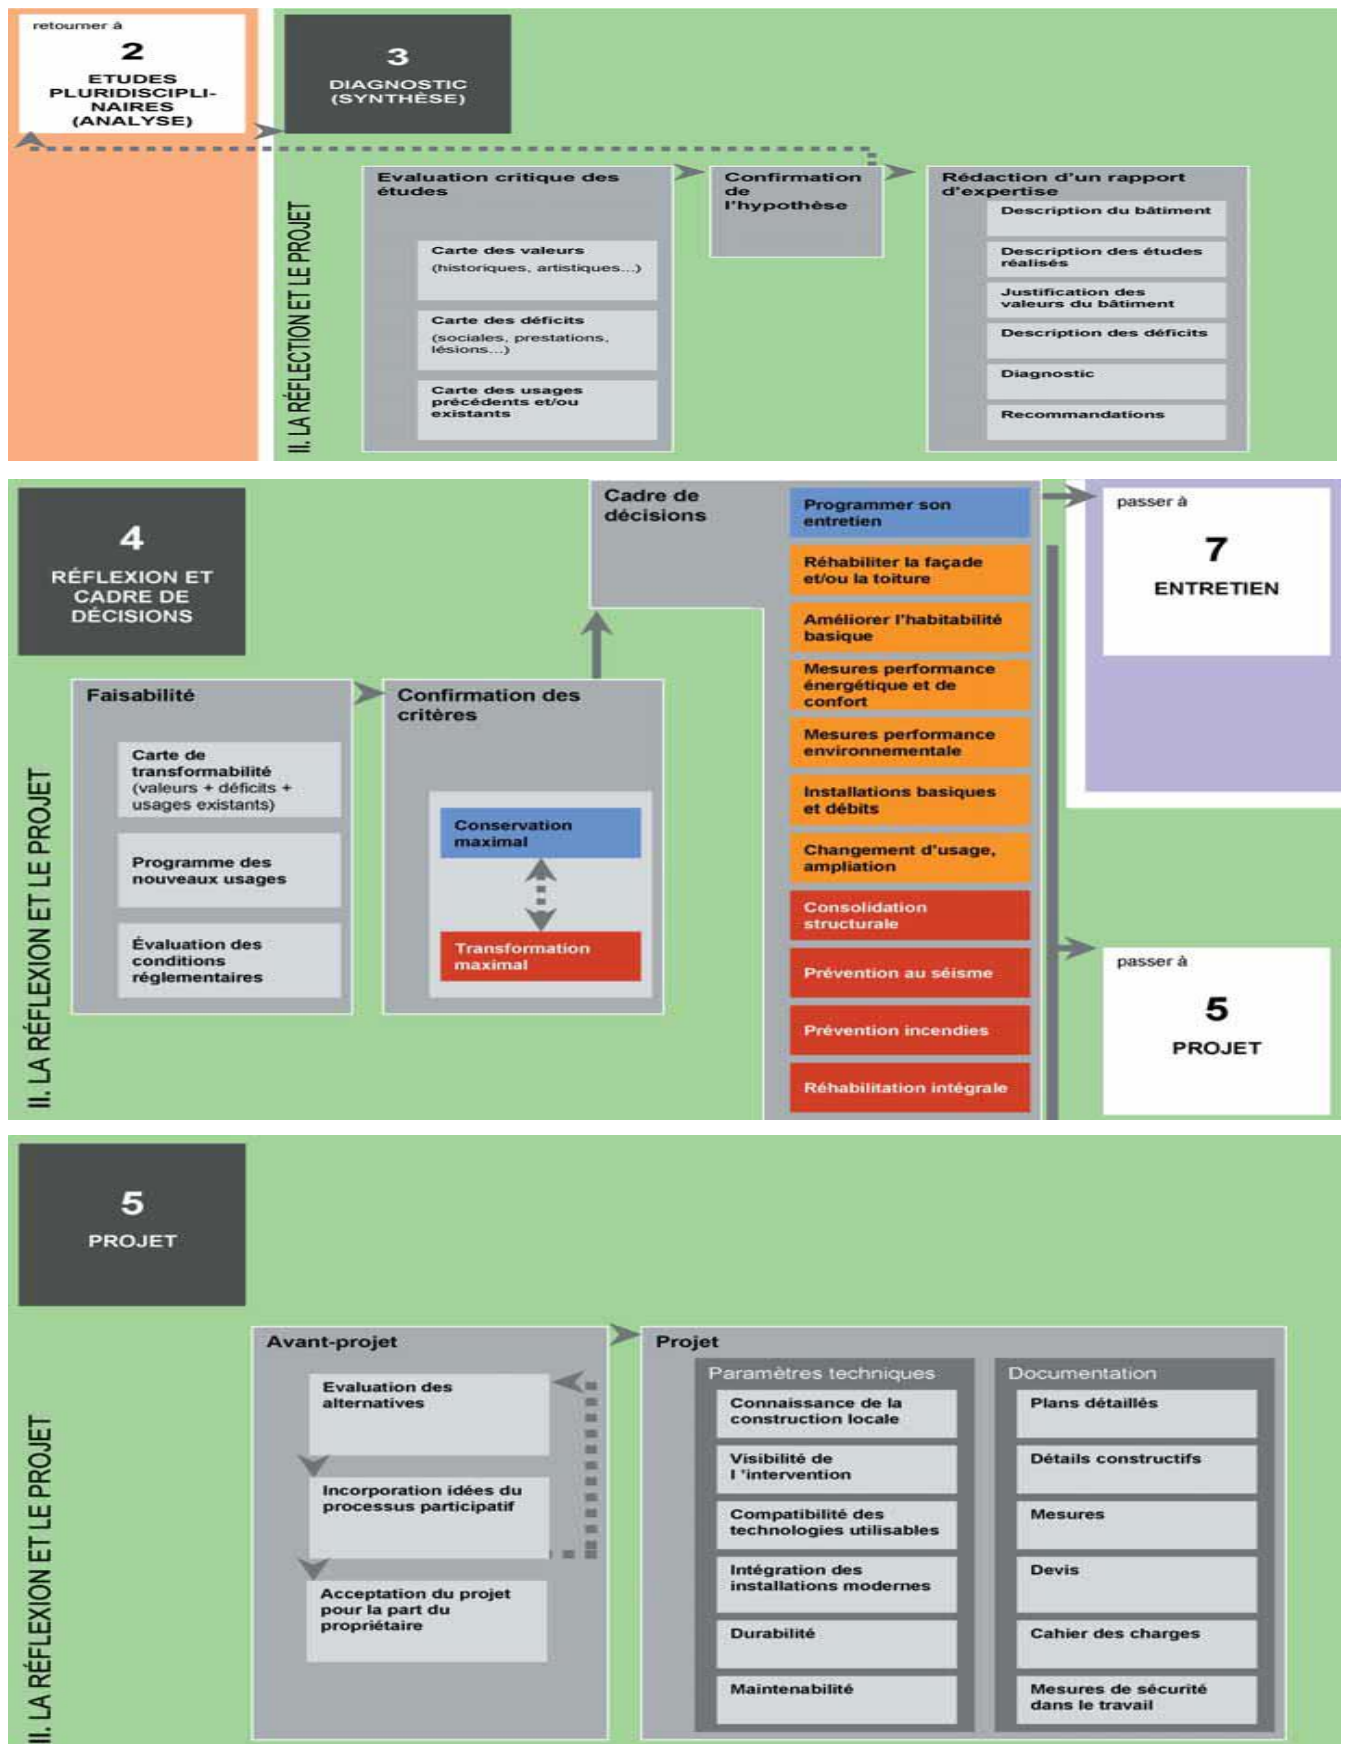 retourner à
2
ETUDES
PLURIDISCIPLI-
NAIRES
(ANALYSE)
3
DIAGNOSTIC
(SYNTHÈSE)
II. LA RÉFLECTION ET LE PROJET
Evaluation critique des
études
Carte des valeurs
(historiques, artistiques...)
Carte des déficits
(sociales, prestations,
lésions...)
Carte des usages
précédents et/ou
existants
Confirmation
de
l'hypothèse
Rédaction d'un rapport
d'expertise
Description du bâtiment
Description des études
réalisés
Justification des
valeurs du bâtiment
Description des déficits
Diagnostic
Recommandations
4
RÉFLEXION ET
CADRE DE
DÉCISIONS
II. LA RÉFLEXION ET LE PROJET
Faisabilité
Carte de
transformabilité
(valeurs + déficits +
usages existants)
Programme des
nouveaux usages
Évaluation des
conditions
réglementaires
Confirmation des
critères
Conservation
maximal
Transformation
maximal
Cadre de
décisions
Programmer son
entretien
Réhabiliter la façade
et/ou la toiture
Améliorer l'habitabilité
basique
Mesures performance
énergétique et de
confort
Mesures performance
environnementale
Installations basiques
et débits
Changement d'usage,
ampliation
Consolidation
structurale
Prévention au séisme
Prévention incendies
Réhabilitation intégrale
passer à
7
ENTRETIEN
passer à
5
PROJET
5
PROJET
II. LA RÉFLEXION ET LE PROJET
Avant-projet
Evaluation des
alternatives
Incorporation idées du
processus participatif
Acceptation du projet
pour la part du
propriétaire
Projet
Paramètres techniques
Connaissance de la
construction locale
Visibilité de
l 'intervention
Compatibilité des
technologies utilisables
Intégration des
installations modernes
Durabilité
Maintenabilité
Documentation
Plans détaillés
Détails constructifs
Mesures
Devis
Cahier des charges
Mesures de sécurité
dans le travail